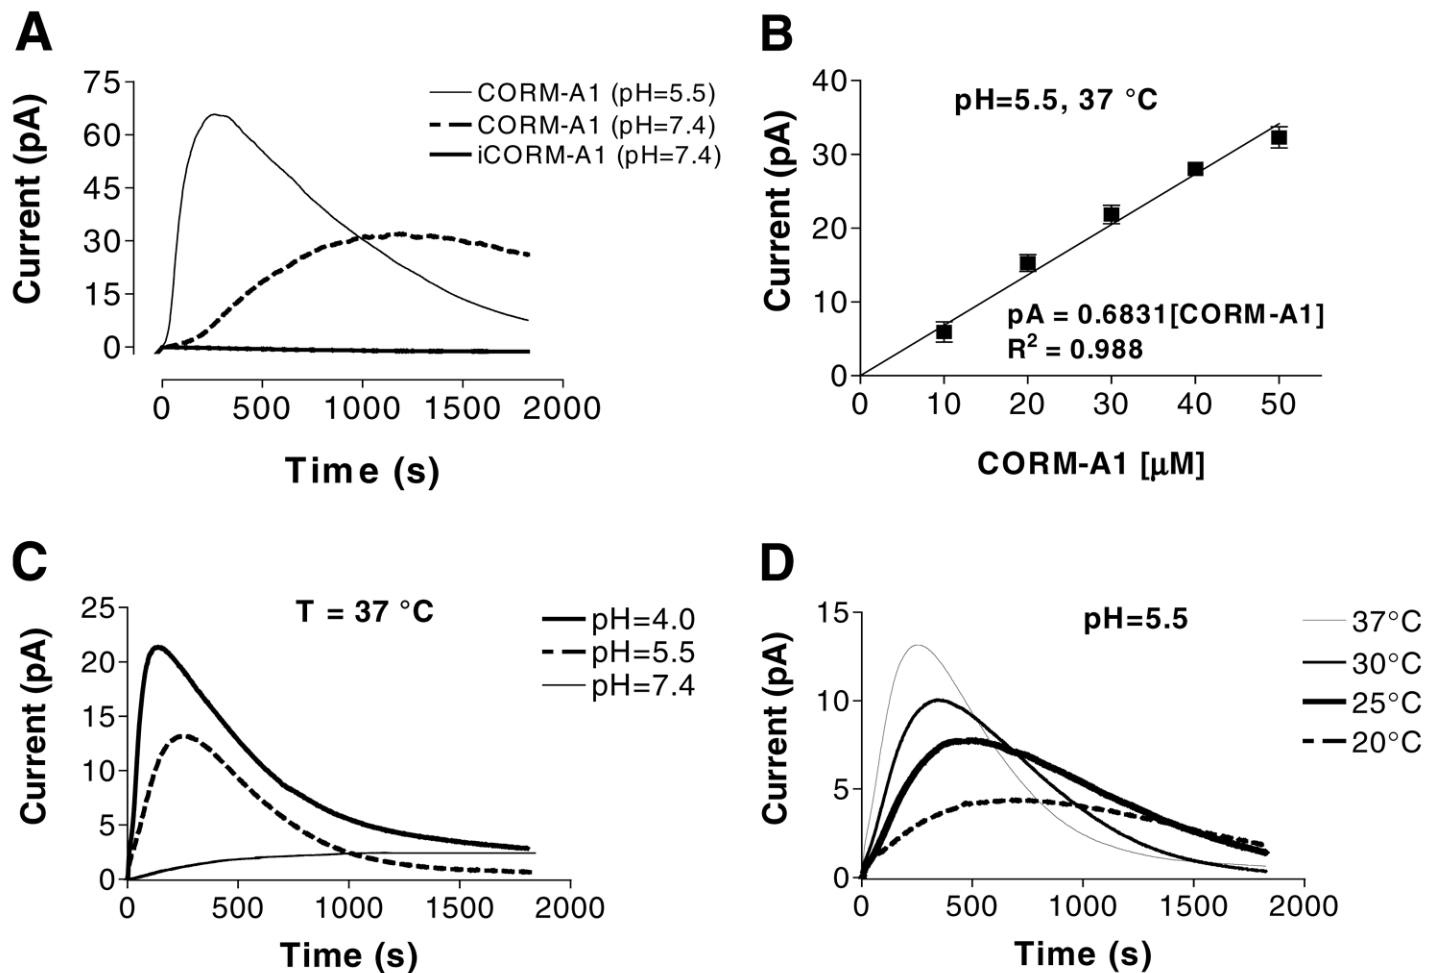 A
75
60
45
30
15
0
Current (pA)
0 500 1000 1500 2000
Time (s)
CORM-A1 (pH=5.5)
CORM-A1 (pH=7.4)
iCORM-A1 (pH=7.4)
B
40
30
20
10
0
Current (pA)
pH=5.5, 37 °C
pA = 0.6831[CORM-A1]
R² = 0.988
0 10 20 30 40 50
CORM-A1 [μM]
C
25
20
15
10
5
0
Current (pA)
T = 37 °C
pH=4.0
pH=5.5
pH=7.4
0 500 1000 1500 2000
Time (s)
D
15
10
5
0
Current (pA)
pH=5.5
37°C
30°C
25°C
20°C
0 500 1000 1500 2000
Time (s)